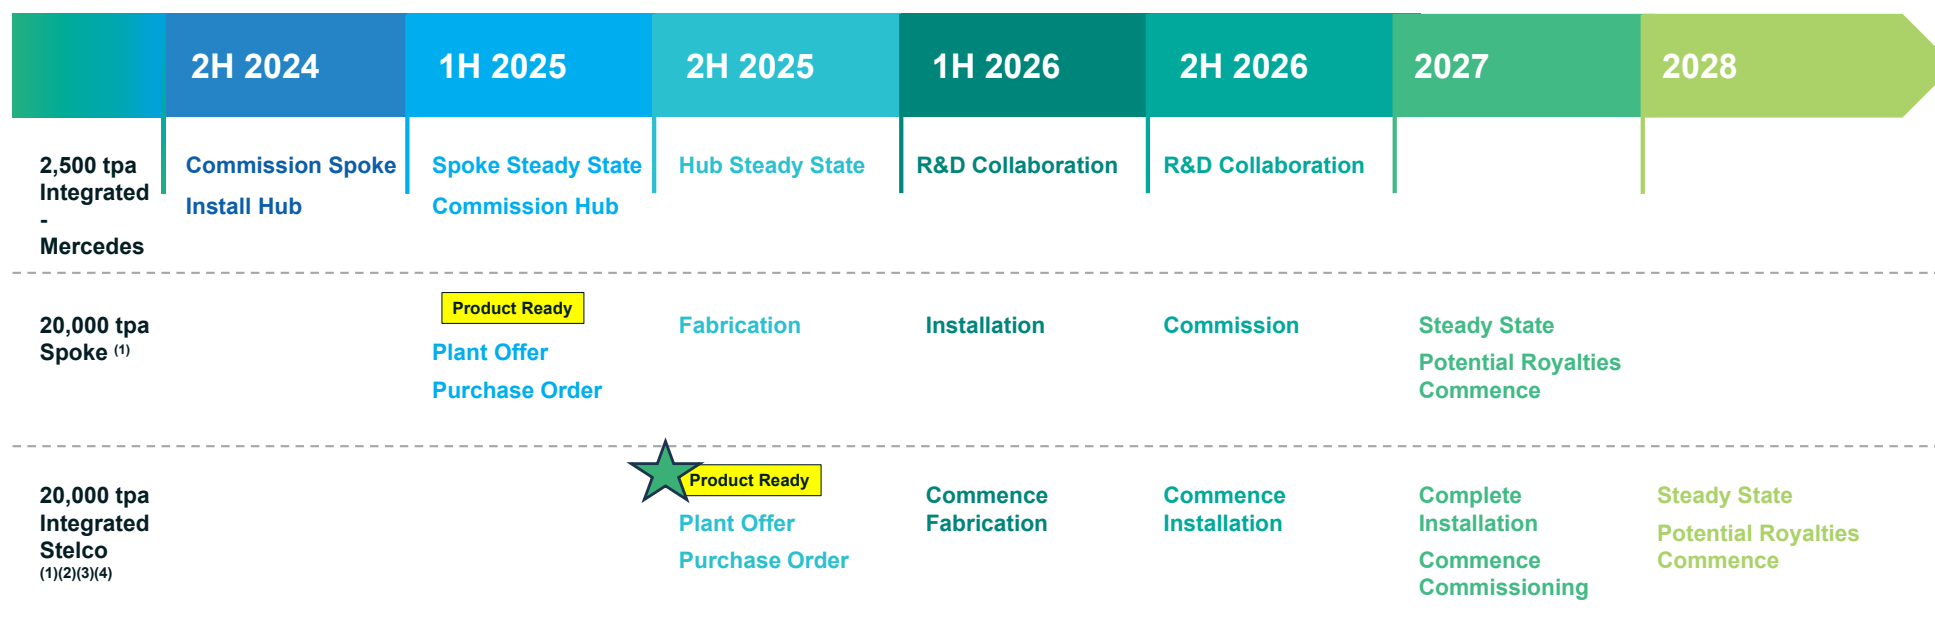 2H 2024
1H 2025
2H 2025
1H 2026
2H 2026
2027
2028
2,500 tpa
Integrated
-
Mercedes
Commission Spoke
Install Hub
Spoke Steady State
Commission Hub
Hub Steady State
R&D Collaboration
R&D Collaboration
20,000 tpa
Spoke (1)
Product Ready
Plant Offer
Purchase Order
Fabrication
Installation
Commission
Steady State
Potential Royalties
Commence
20,000 tpa
Integrated
Stelco
(1)(2)(3)(4)
Product Ready
Plant Offer
Purchase Order
Commence
Fabrication
Commence
Installation
Complete
Installation
Commence
Commissioning
Steady State
Potential Royalties
Commence